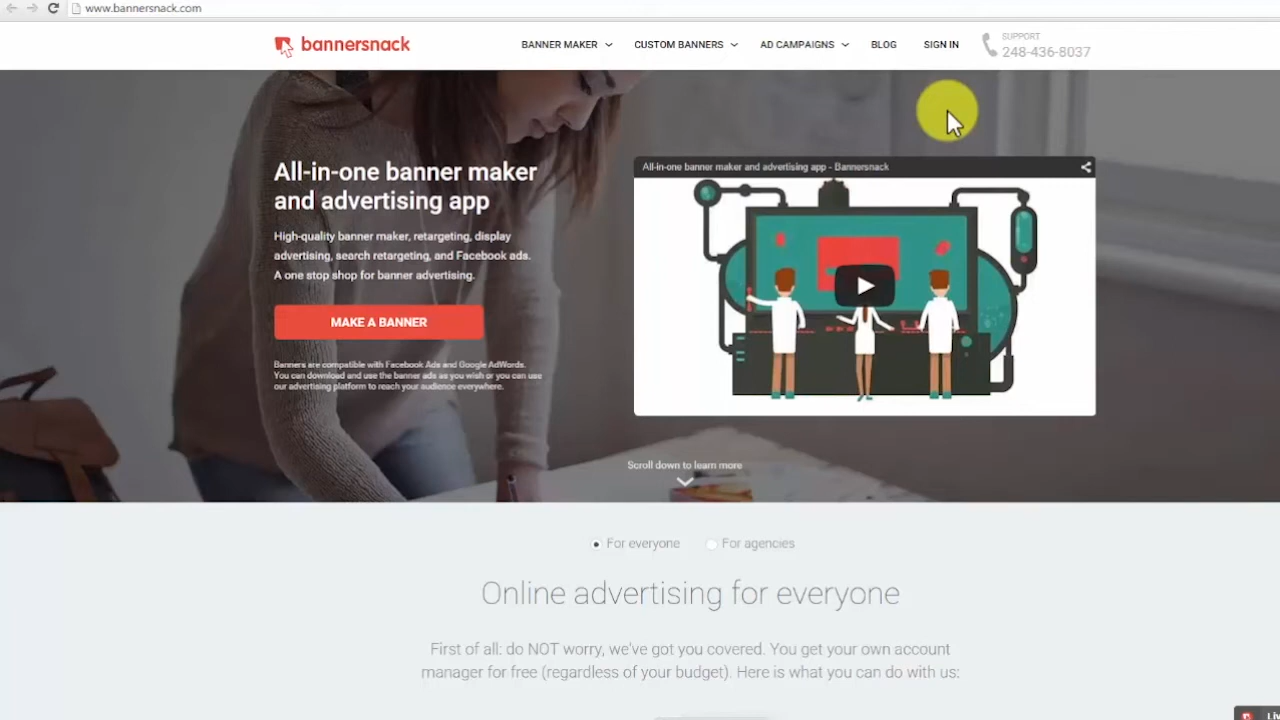 www.bannersnack.com
bannersnack
BANNER MAKER
CUSTOM BANNERS
AD CAMPAIGNS
BLOG
SIGN IN
SUPPORT
248-436-8037
All-in-one banner maker
and advertising app
High-quality banner maker, retargeting, display
advertising, search retargeting, and Facebook ads.
A one stop shop for banner advertising.
MAKE A BANNER
Banners are compatible with Facebook Ads and Google AdWords.
You can download and use the banner ads as you wish or you can use
our advertising platform to reach your audience everywhere.
All-in-one banner maker and advertising app - Bannersnack
Scroll down to learn more
For everyone
For agencies
Online advertising for everyone
First of all: do NOT worry, we've got you covered. You get your own account
manager for free (regardless of your budget). Here is what you can do with us: